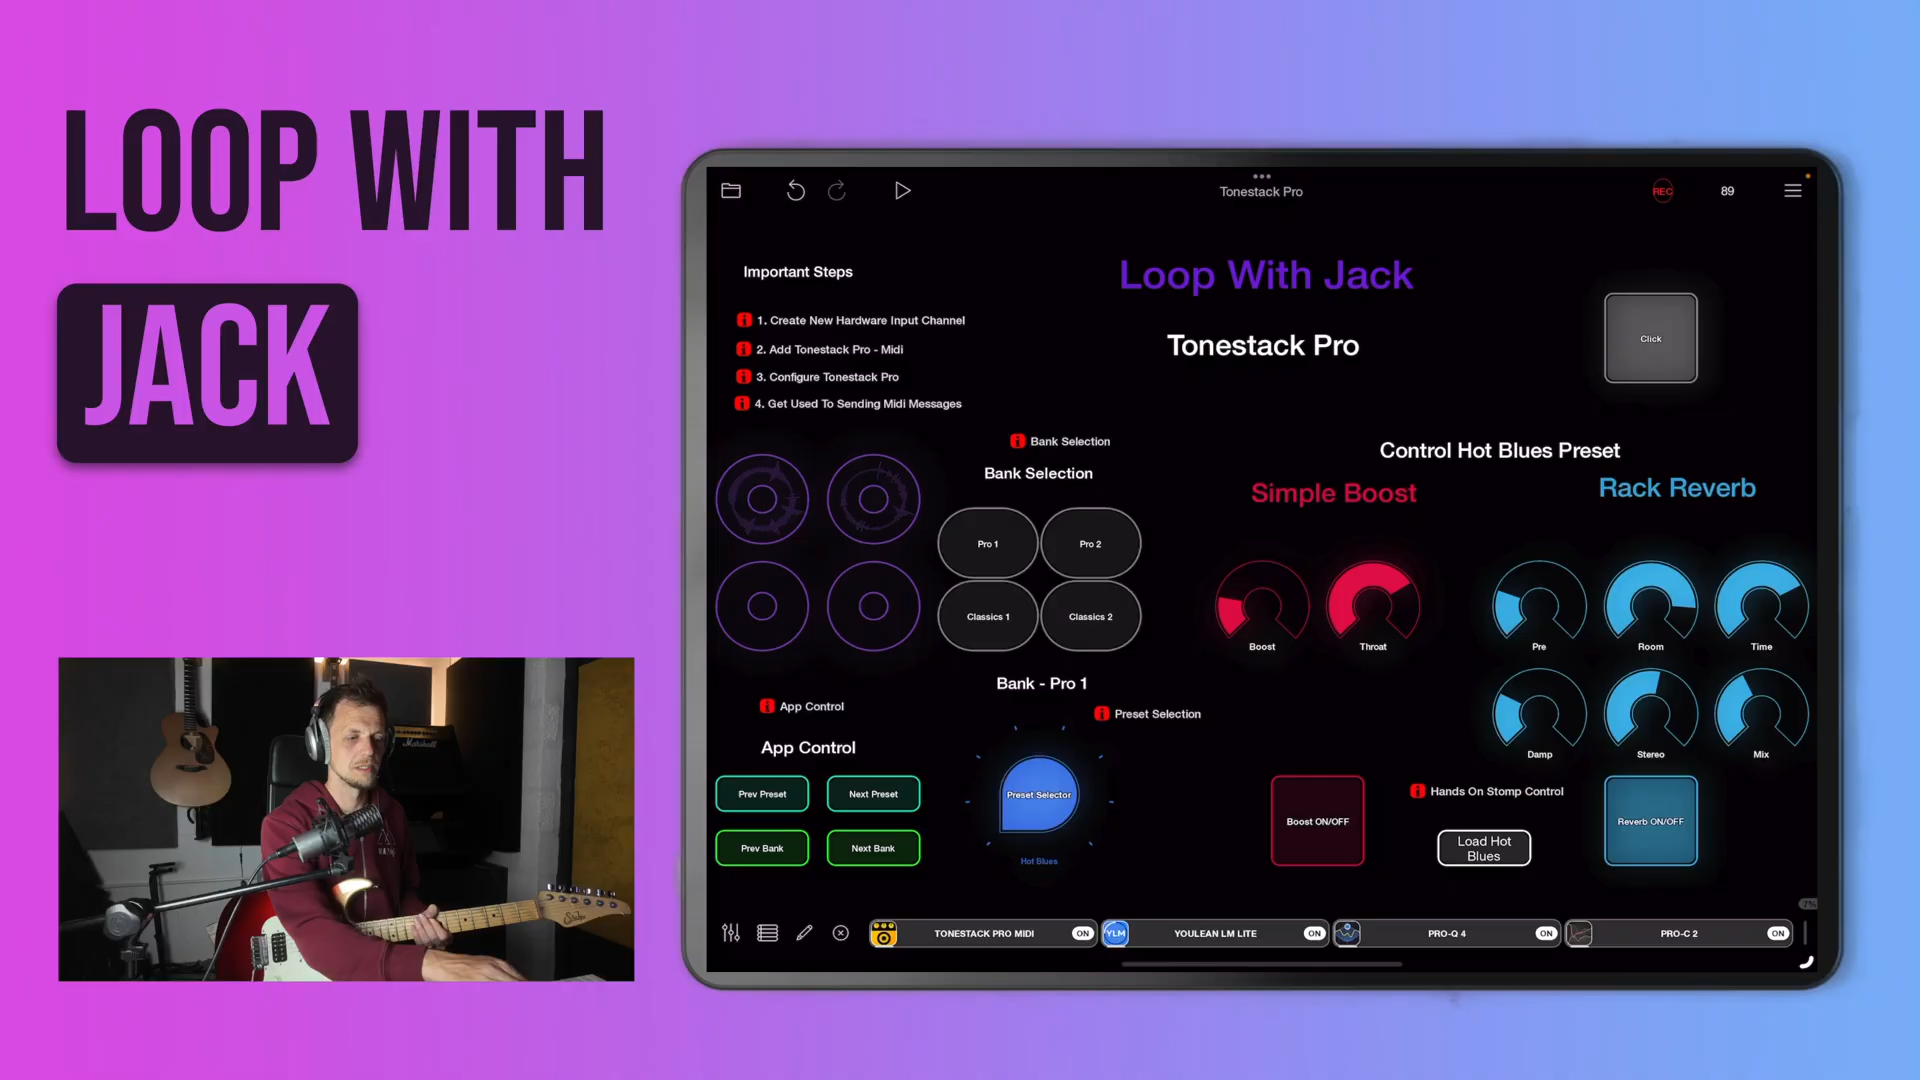 LOOP WITH
JACK
Tonestack Pro
REC
89
Important Steps
1. Create New Hardware Input Channel
2. Add Tonestack Pro - Midi
3. Configure Tonestack Pro
4. Get Used To Sending Midi Messages
Loop With Jack
Tonestack Pro
Click
Bank Selection
Bank Selection
Pro 1
Pro 2
Classics 1
Classics 2
Bank - Pro 1
Control Hot Blues Preset
Simple Boost
Rack Reverb
Boost
Throat
Pre
Room
Time
Damp
Stereo
Mix
App Control
App Control
Prev Preset
Next Preset
Prev Bank
Next Bank
Preset Selection
Preset Selector
Hot Blues
Boost ON/OFF
Hands On Stomp Control
Load Hot
Blues
Reverb ON/OFF
7%
TONESTACK PRO MIDI
ON
YLM
YOULEAN LM LITE
ON
PRO-Q 4
ON
PRO-C 2
ON
Marshall